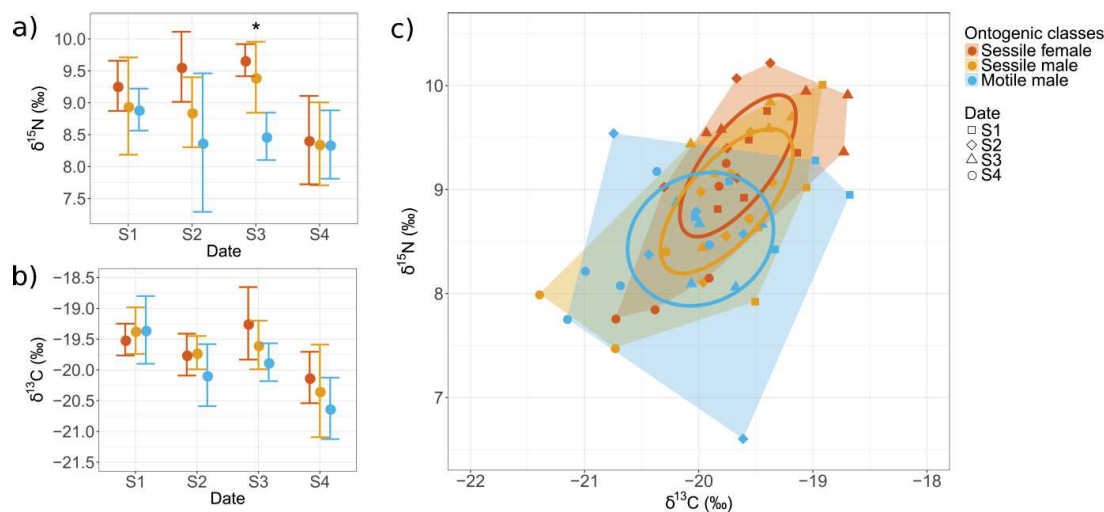 a)
*
10.0
9.5
9.0
8.5
8.0
7.5
δ15N (‰)
S1 S2 S3 S4
Date
b)
−18.5
−19.0
−19.5
−20.0
−20.5
−21.0
−21.5
δ13C (‰)
S1 S2 S3 S4
Date
c)
10
9
8
7
δ15N (‰)
−22 −21 −20 −19 −18
δ13C (‰)
Ontogenic classes
Sessile female
Sessile male
Motile male
Date
S1
S2
S3
S4